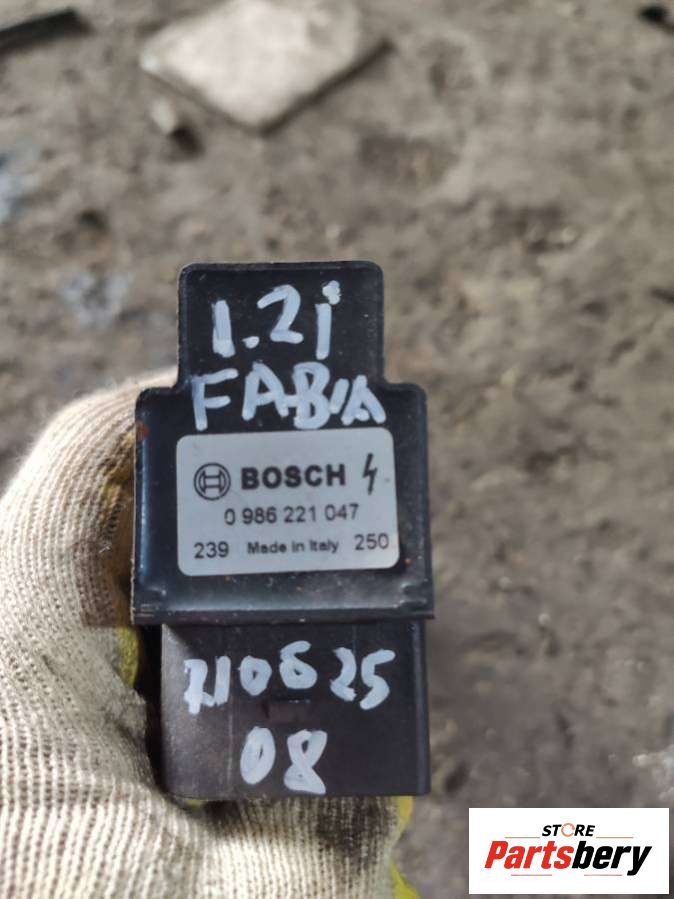 1.2i
FABIA
BOSCH
0 986 221 047
239 Made in Italy 250
210625
08
STORE
Partsbery